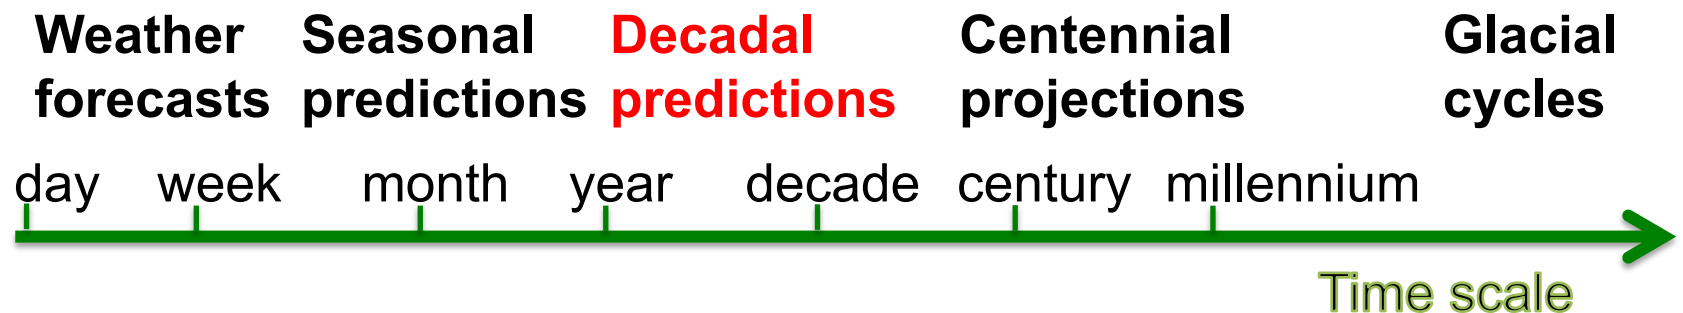 Weather Seasonal Decadal Centennial Glacial
forecasts predictions predictions projections cycles
day week month year decade century millennium
Time scale